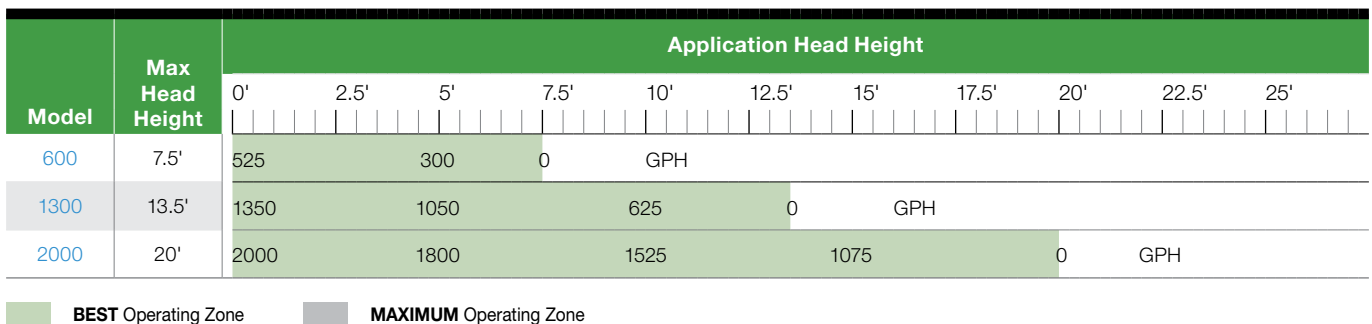 Application Head Height
Model
Max
Head
Height
0' 2.5' 5' 7.5' 10' 12.5' 15' 17.5' 20' 22.5' 25'
600 7.5' 525 300 0 GPH
1300 13.5' 1350 1050 625 0 GPH
2000 20' 2000 1800 1525 1075 0 GPH
BEST Operating Zone MAXIMUM Operating Zone